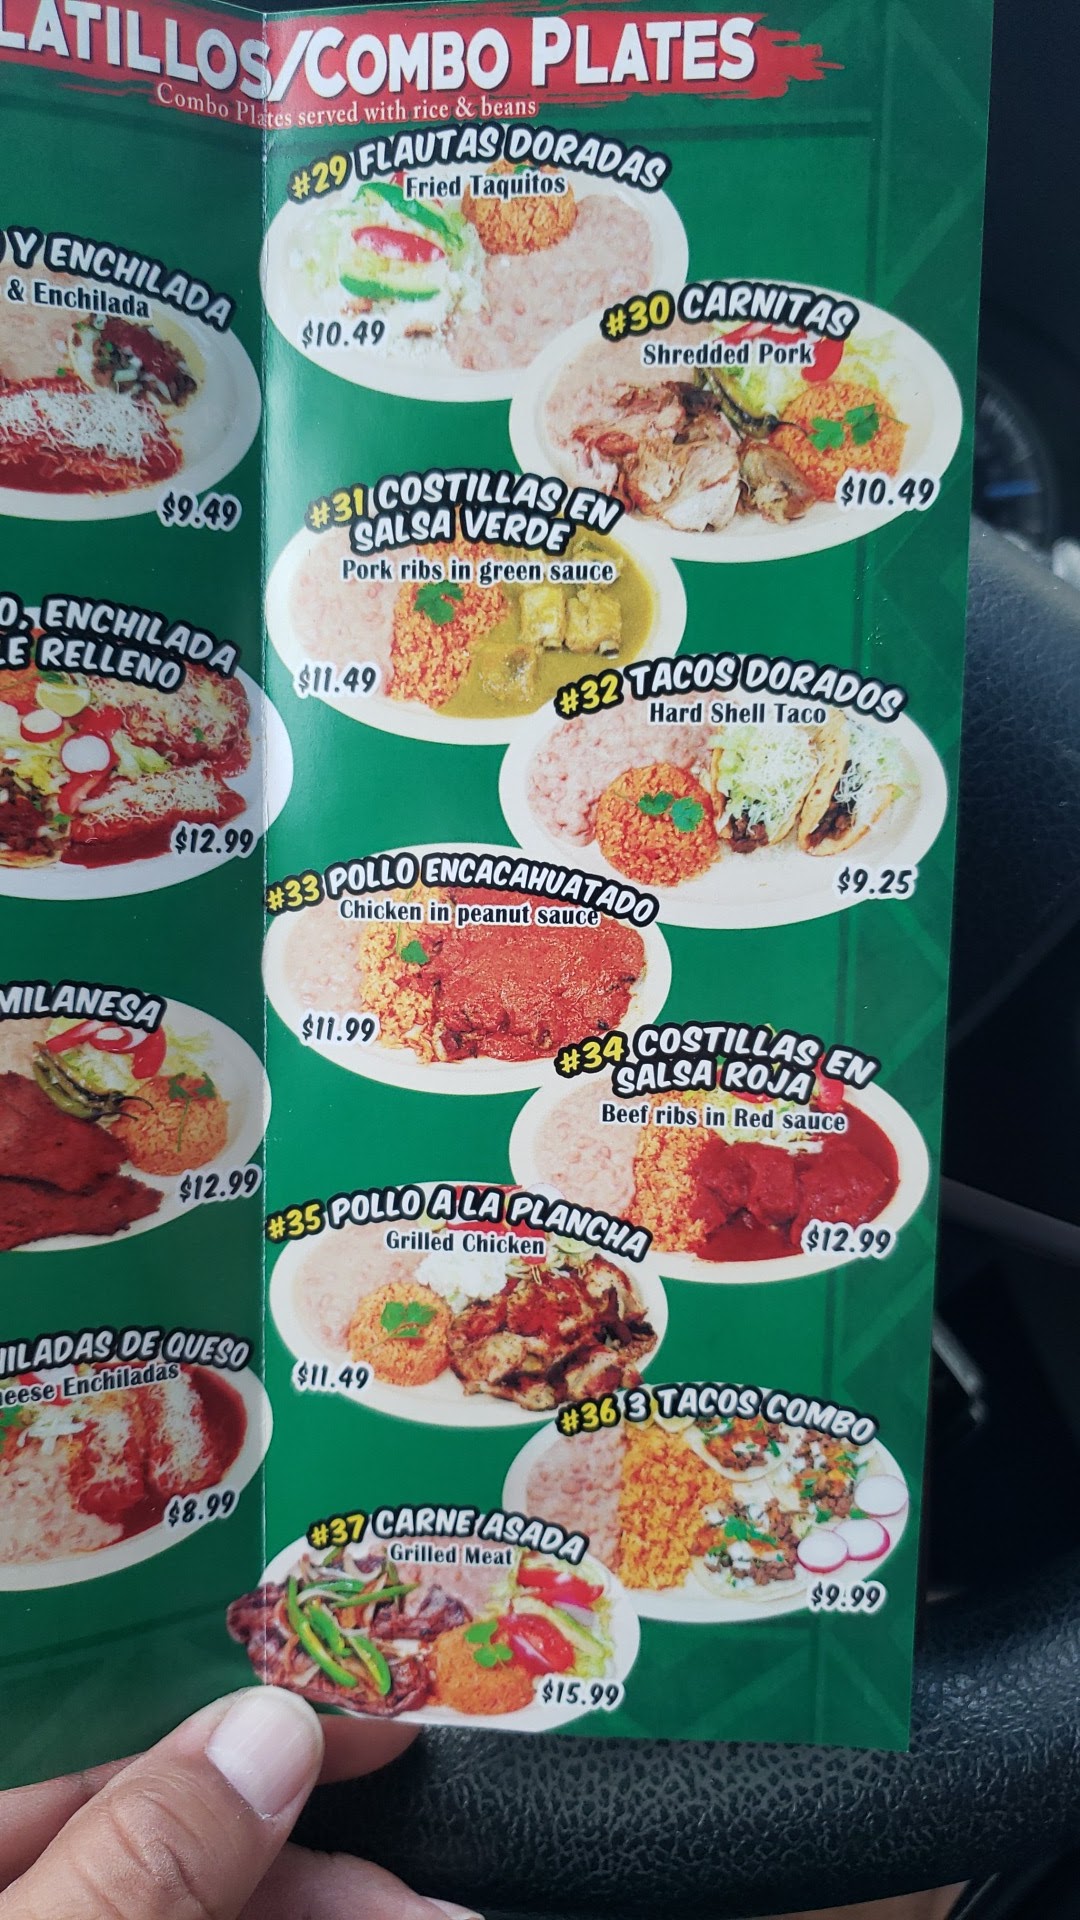 LATILLOS/COMBO PLATES
Combo Plates served with rice & beans
Y ENCHILADA
& Enchilada
$9.49
O, ENCHILADA
LE RELLENO
$12.99
MILANESA
$12.99
HILADAS DE QUESO
heese Enchiladas
$8.99
#29 FLAUTAS DORADAS
Fried Taquitos
$10.49
#30 CARNITAS
Shredded Pork
$10.49
#31 COSTILLAS EN
SALSA VERDE
Pork ribs in green sauce
$11.49
#32 TACOS DORADOS
Hard Shell Taco
$9.25
#33 POLLO ENCACAHUATADO
Chicken in peanut sauce
$11.99
#34 COSTILLAS EN
SALSA ROJA
Beef ribs in Red sauce
$12.99
#35 POLLO A LA PLANCHA
Grilled Chicken
$11.49
#36 3 TACOS COMBO
$9.99
#37 CARNE ASADA
Grilled Meat
$15.99